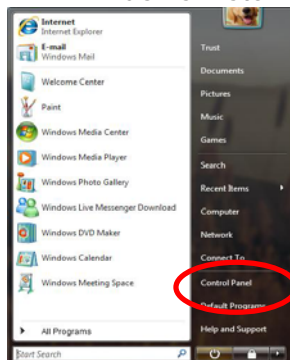 Internet
Internet Explorer
E-mail
Windows Mail
Welcome Center
Paint
Windows Media Center
Windows Media Player
Windows Photo Gallery
Windows Live Messenger Download
Windows DVD Maker
Windows Calendar
Windows Meeting Space
All Programs
Start Search
Trust
Documents
Pictures
Music
Games
Search
Recent Items
Computer
Network
Connect To
Control Panel
Default Programs
Help and Support